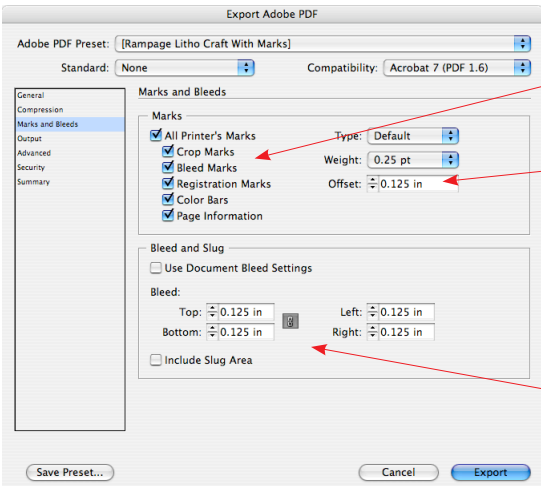 Export Adobe PDF
Adobe PDF Preset: [Rampage Litho Craft With Marks]
Standard: None Compatibility: Acrobat 7 (PDF 1.6)
General
Compression
Marks and Bleeds
Output
Advanced
Security
Summary
Marks and Bleeds
Marks
All Printer's Marks Type: Default
Crop Marks
Bleed Marks Weight: 0.25 pt
Registration Marks Offset: 0.125 in
Color Bars
Page Information
Bleed and Slug
Use Document Bleed Settings
Bleed:
Top: 0.125 in Left: 0.125 in
Bottom: 0.125 in Right: 0.125 in
Include Slug Area
Save Preset... Cancel Export